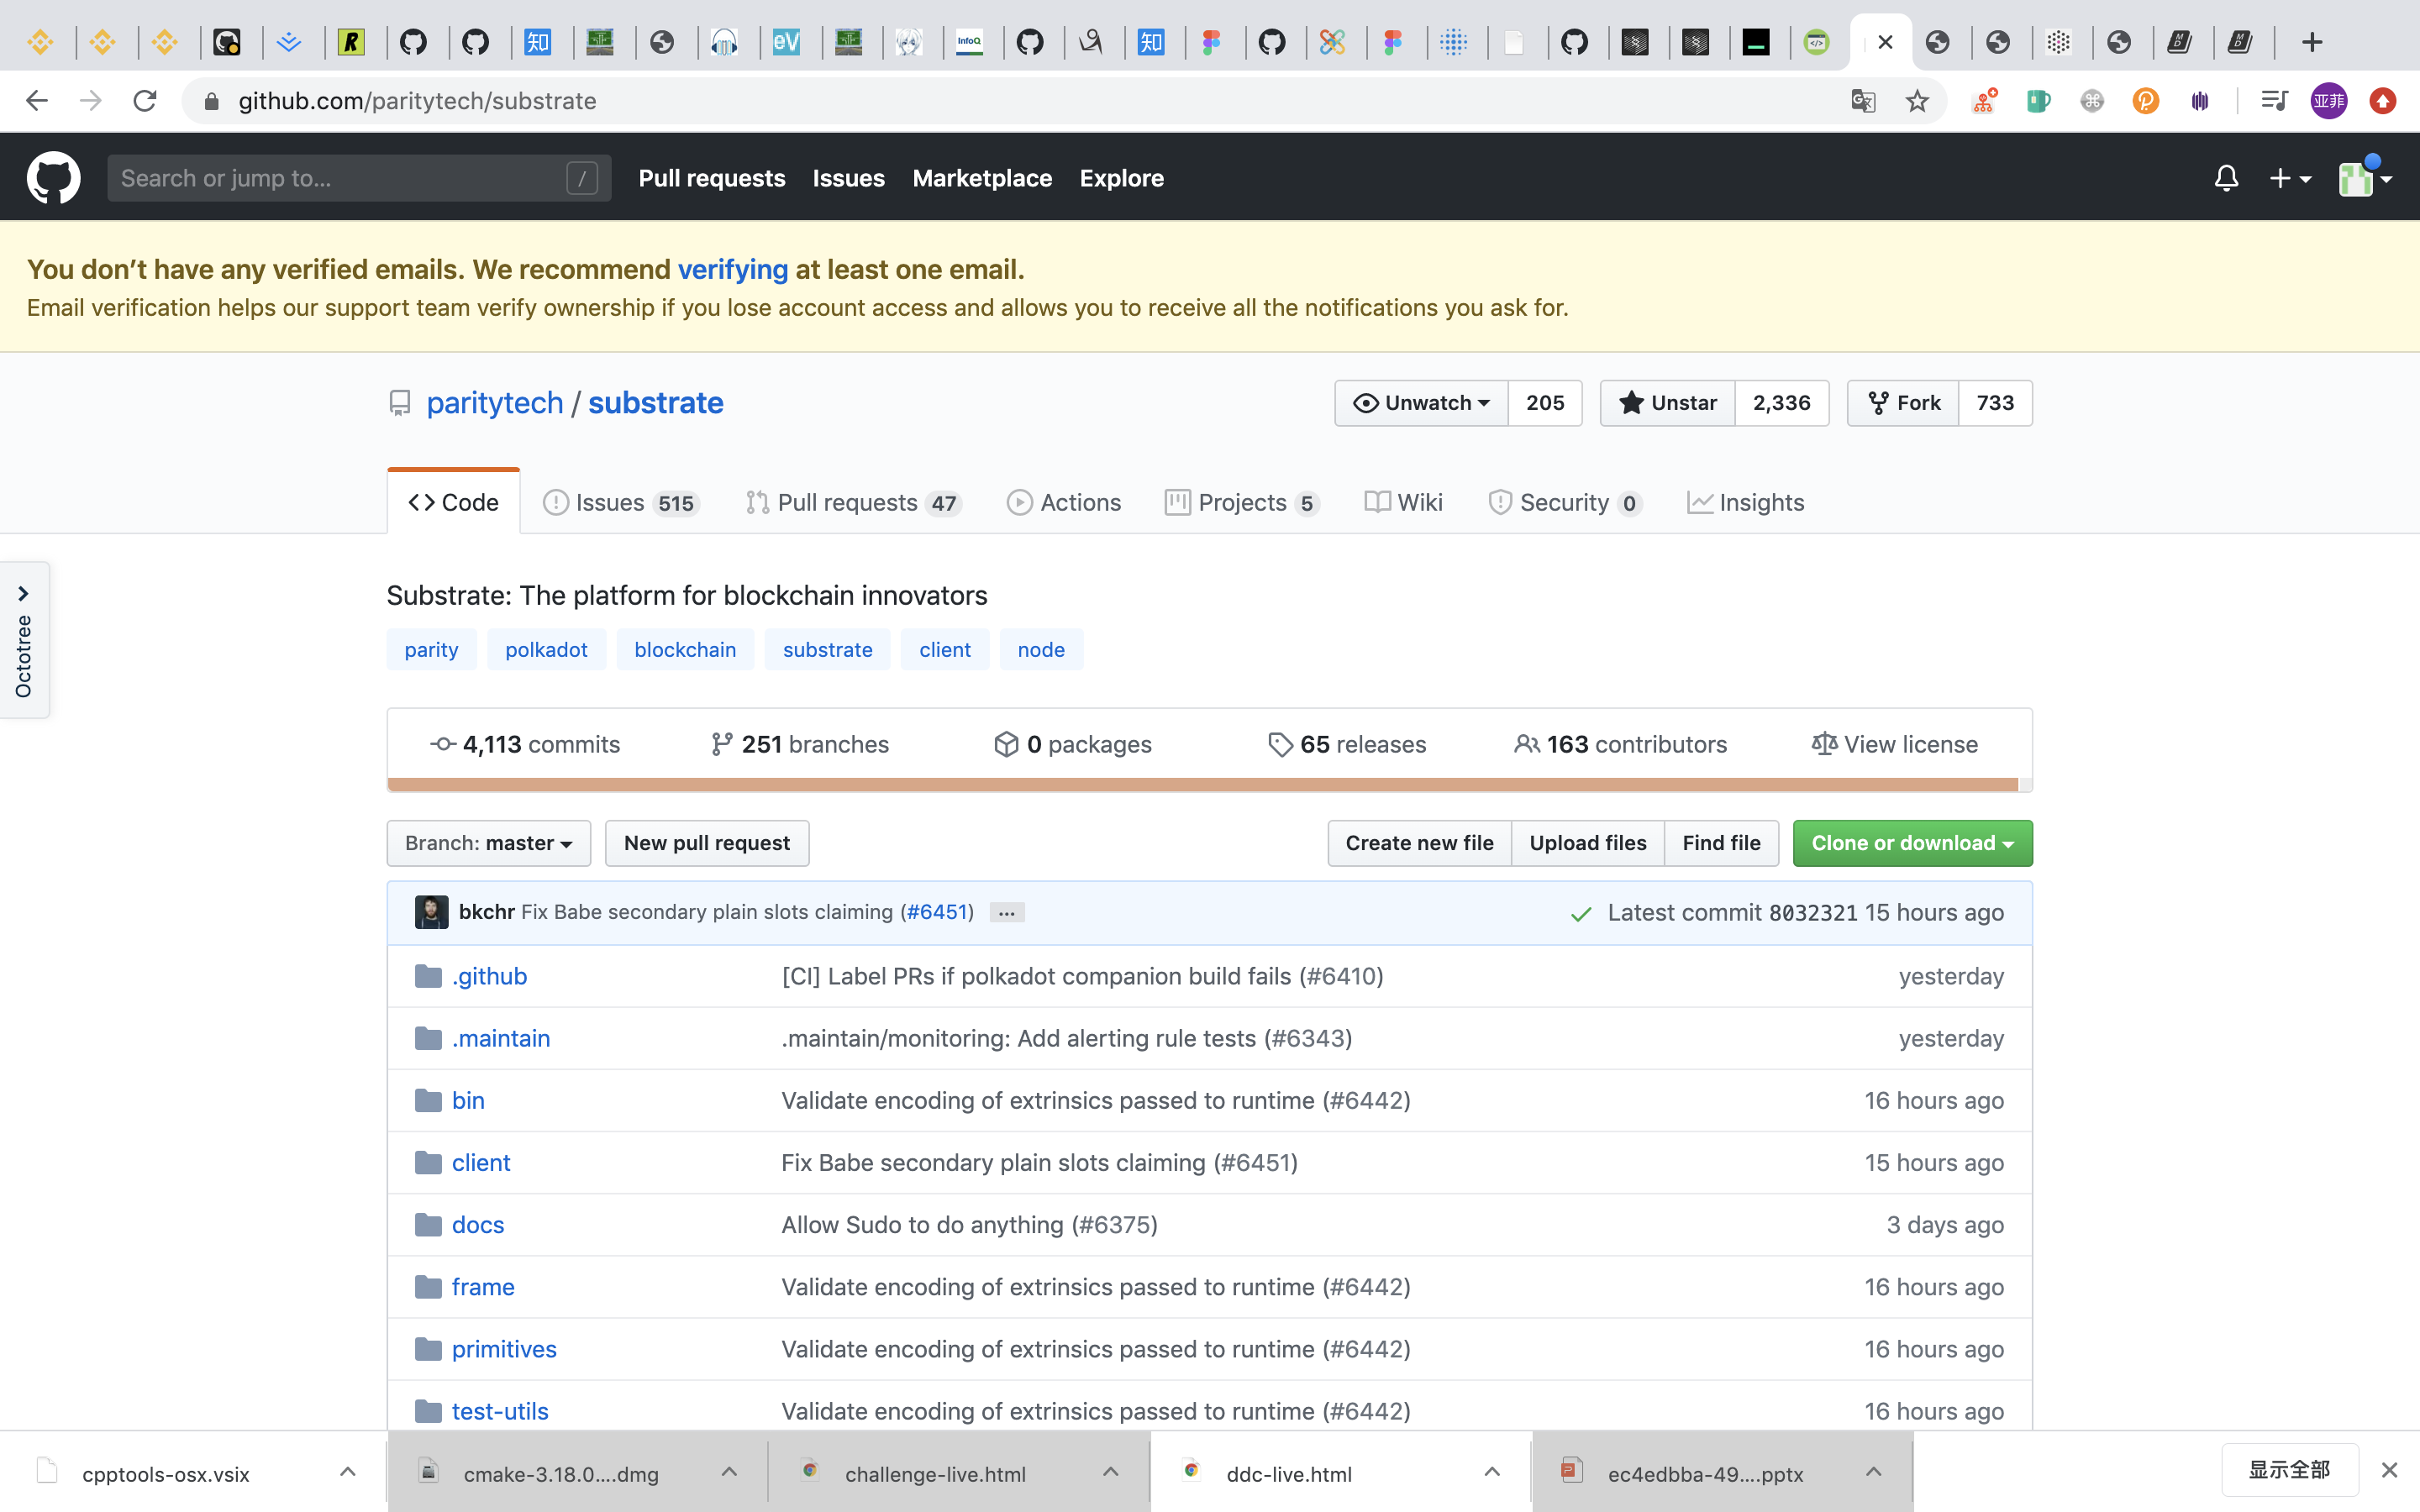 github.com/paritytech/substrate
亚菲
Search or jump to... /
Pull requests Issues Marketplace Explore
You don’t have any verified emails. We recommend verifying at least one email.
Email verification helps our support team verify ownership if you lose account access and allows you to receive all the notifications you ask for.
paritytech / substrate
Unwatch 205 Unstar 2,336 Fork 733
Code Issues 515 Pull requests 47 Actions Projects 5 Wiki Security 0 Insights
Octotree
Substrate: The platform for blockchain innovators
parity polkadot blockchain substrate client node
4,113 commits 251 branches 0 packages 65 releases 163 contributors View license
Branch: master New pull request Create new file Upload files Find file Clone or download
bkchr Fix Babe secondary plain slots claiming (#6451) ... Latest commit 8032321 15 hours ago
.github [CI] Label PRs if polkadot companion build fails (#6410) yesterday
.maintain .maintain/monitoring: Add alerting rule tests (#6343) yesterday
bin Validate encoding of extrinsics passed to runtime (#6442) 16 hours ago
client Fix Babe secondary plain slots claiming (#6451) 15 hours ago
docs Allow Sudo to do anything (#6375) 3 days ago
frame Validate encoding of extrinsics passed to runtime (#6442) 16 hours ago
primitives Validate encoding of extrinsics passed to runtime (#6442) 16 hours ago
test-utils Validate encoding of extrinsics passed to runtime (#6442) 16 hours ago
cpptools-osx.vsix cmake-3.18.0....dmg challenge-live.html ddc-live.html ec4edbba-49....pptx 显示全部